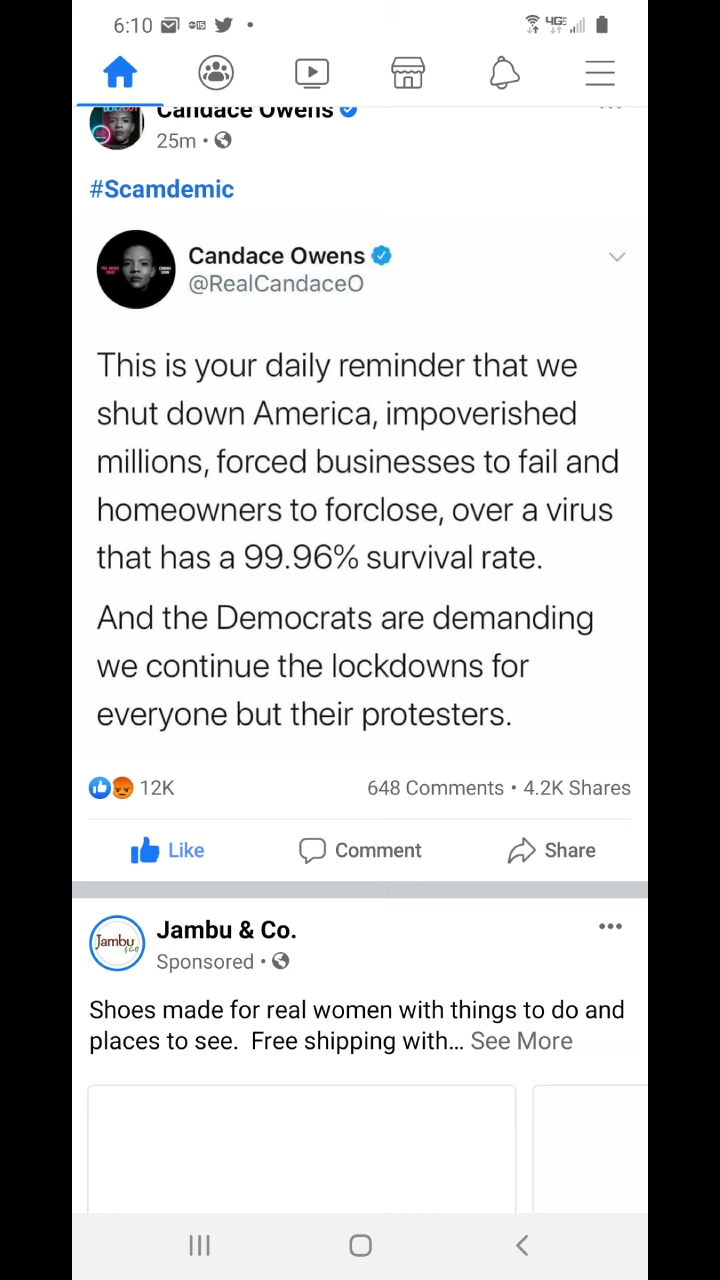 6:10
4GE
Candace Owens
25m •
#Scamdemic
Candace Owens
@RealCandaceO
This is your daily reminder that we
shut down America, impoverished
millions, forced businesses to fail and
homeowners to forclose, over a virus
that has a 99.96% survival rate.
And the Democrats are demanding
we continue the lockdowns for
everyone but their protesters.
12K
648 Comments • 4.2K Shares
Like
Comment
Share
Jambu
&co
Jambu & Co.
Sponsored •
Shoes made for real women with things to do and
places to see. Free shipping with... See More